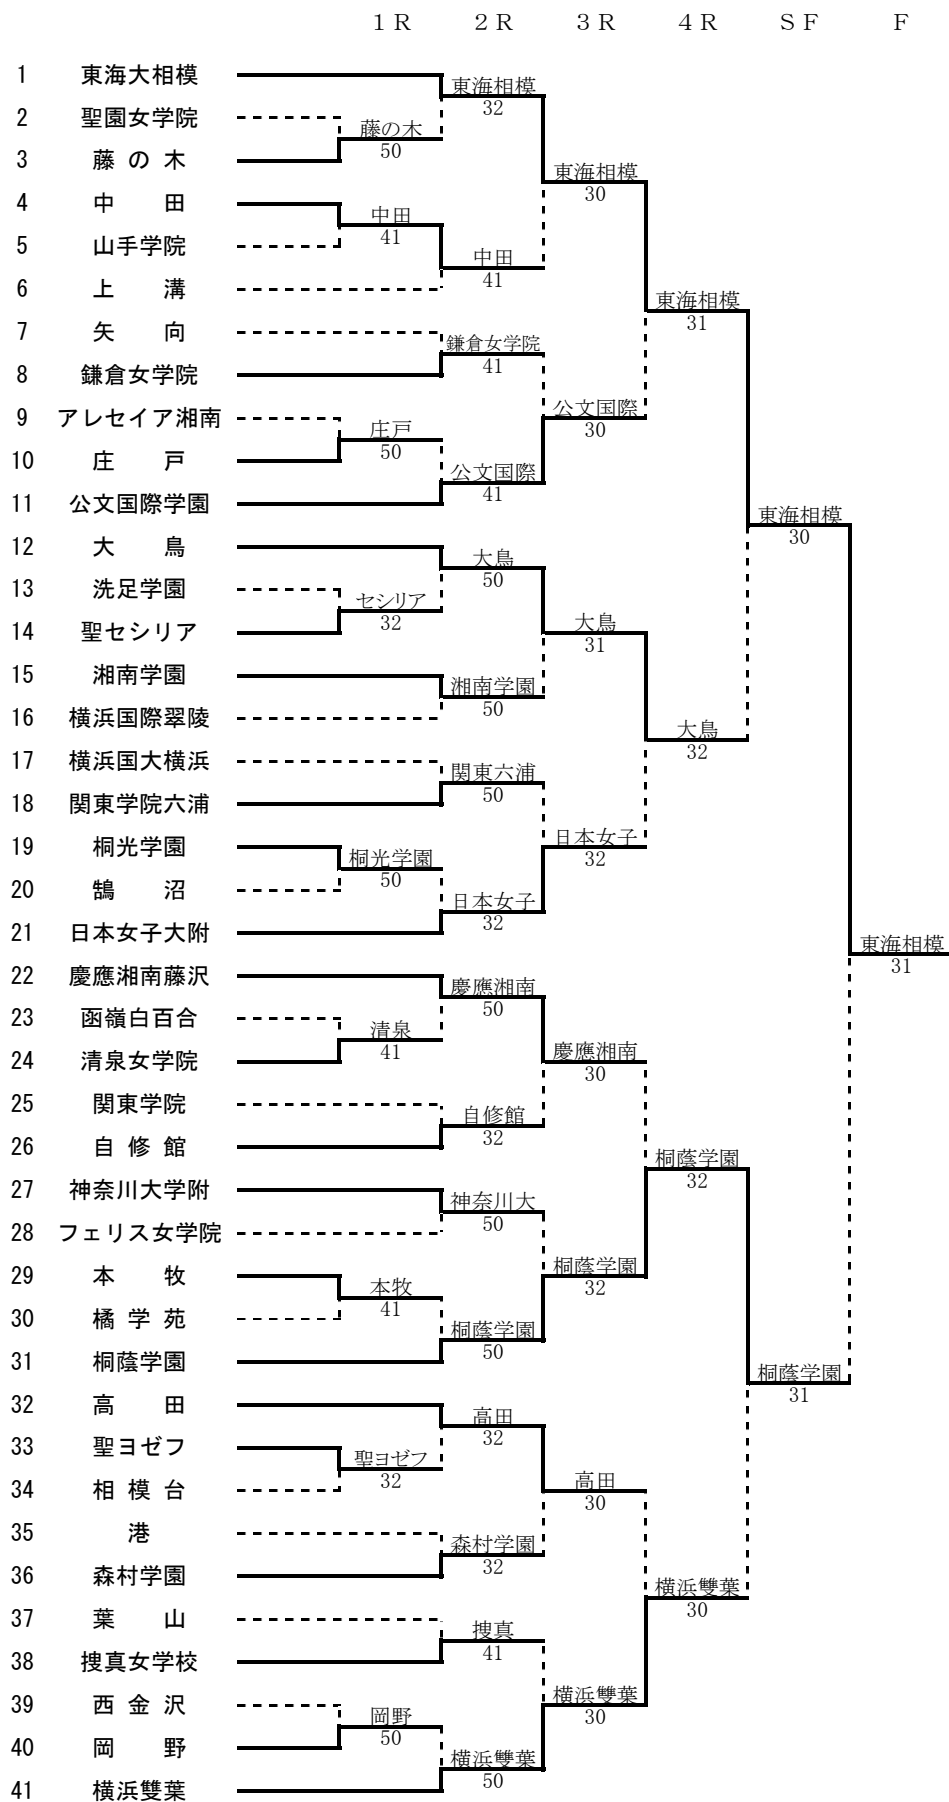 1R 2R 3R 4R SF F
1 東海大相模
東海相模
32
2 聖園女学院
藤の木
50
3 藤の木
東海相模
30
4 中田
中田
41
5 山手学院
中田
41
6 上溝
東海相模
31
7 矢向
鎌倉女学院
41
8 鎌倉女学院
公文国際
30
9 アレセイア湘南
庄戸
50
10 庄戸
公文国際
41
11 公文国際学園
東海相模
30
12 大鳥
大鳥
50
13 洗足学園
セシリア
32
14 聖セシリア
大鳥
31
15 湘南学園
湘南学園
50
16 横浜国際翠陵
大鳥
32
17 横浜国大横浜
関東六浦
50
18 関東学院六浦
日本女子
32
19 桐光学園
桐光学園
50
20 鵠沼
日本女子
32
21 日本女子大附
東海相模
31
22 慶應湘南藤沢
慶應湘南
50
23 函嶺白百合
清泉
41
24 清泉女学院
慶應湘南
30
25 関東学院
自修館
32
26 自修館
桐蔭学園
32
27 神奈川大学附
神奈川大
50
28 フェリス女学院
桐蔭学園
32
29 本牧
本牧
41
30 橘学苑
桐蔭学園
50
31 桐蔭学園
桐蔭学園
31
32 高田
高田
32
33 聖ヨゼフ
聖ヨゼフ
32
34 相模台
高田
30
35 港
森村学園
32
36 森村学園
横浜雙葉
30
37 葉山
捜真
41
38 捜真女学校
横浜雙葉
30
39 西金沢
岡野
50
40 岡野
横浜雙葉
50
41 横浜雙葉